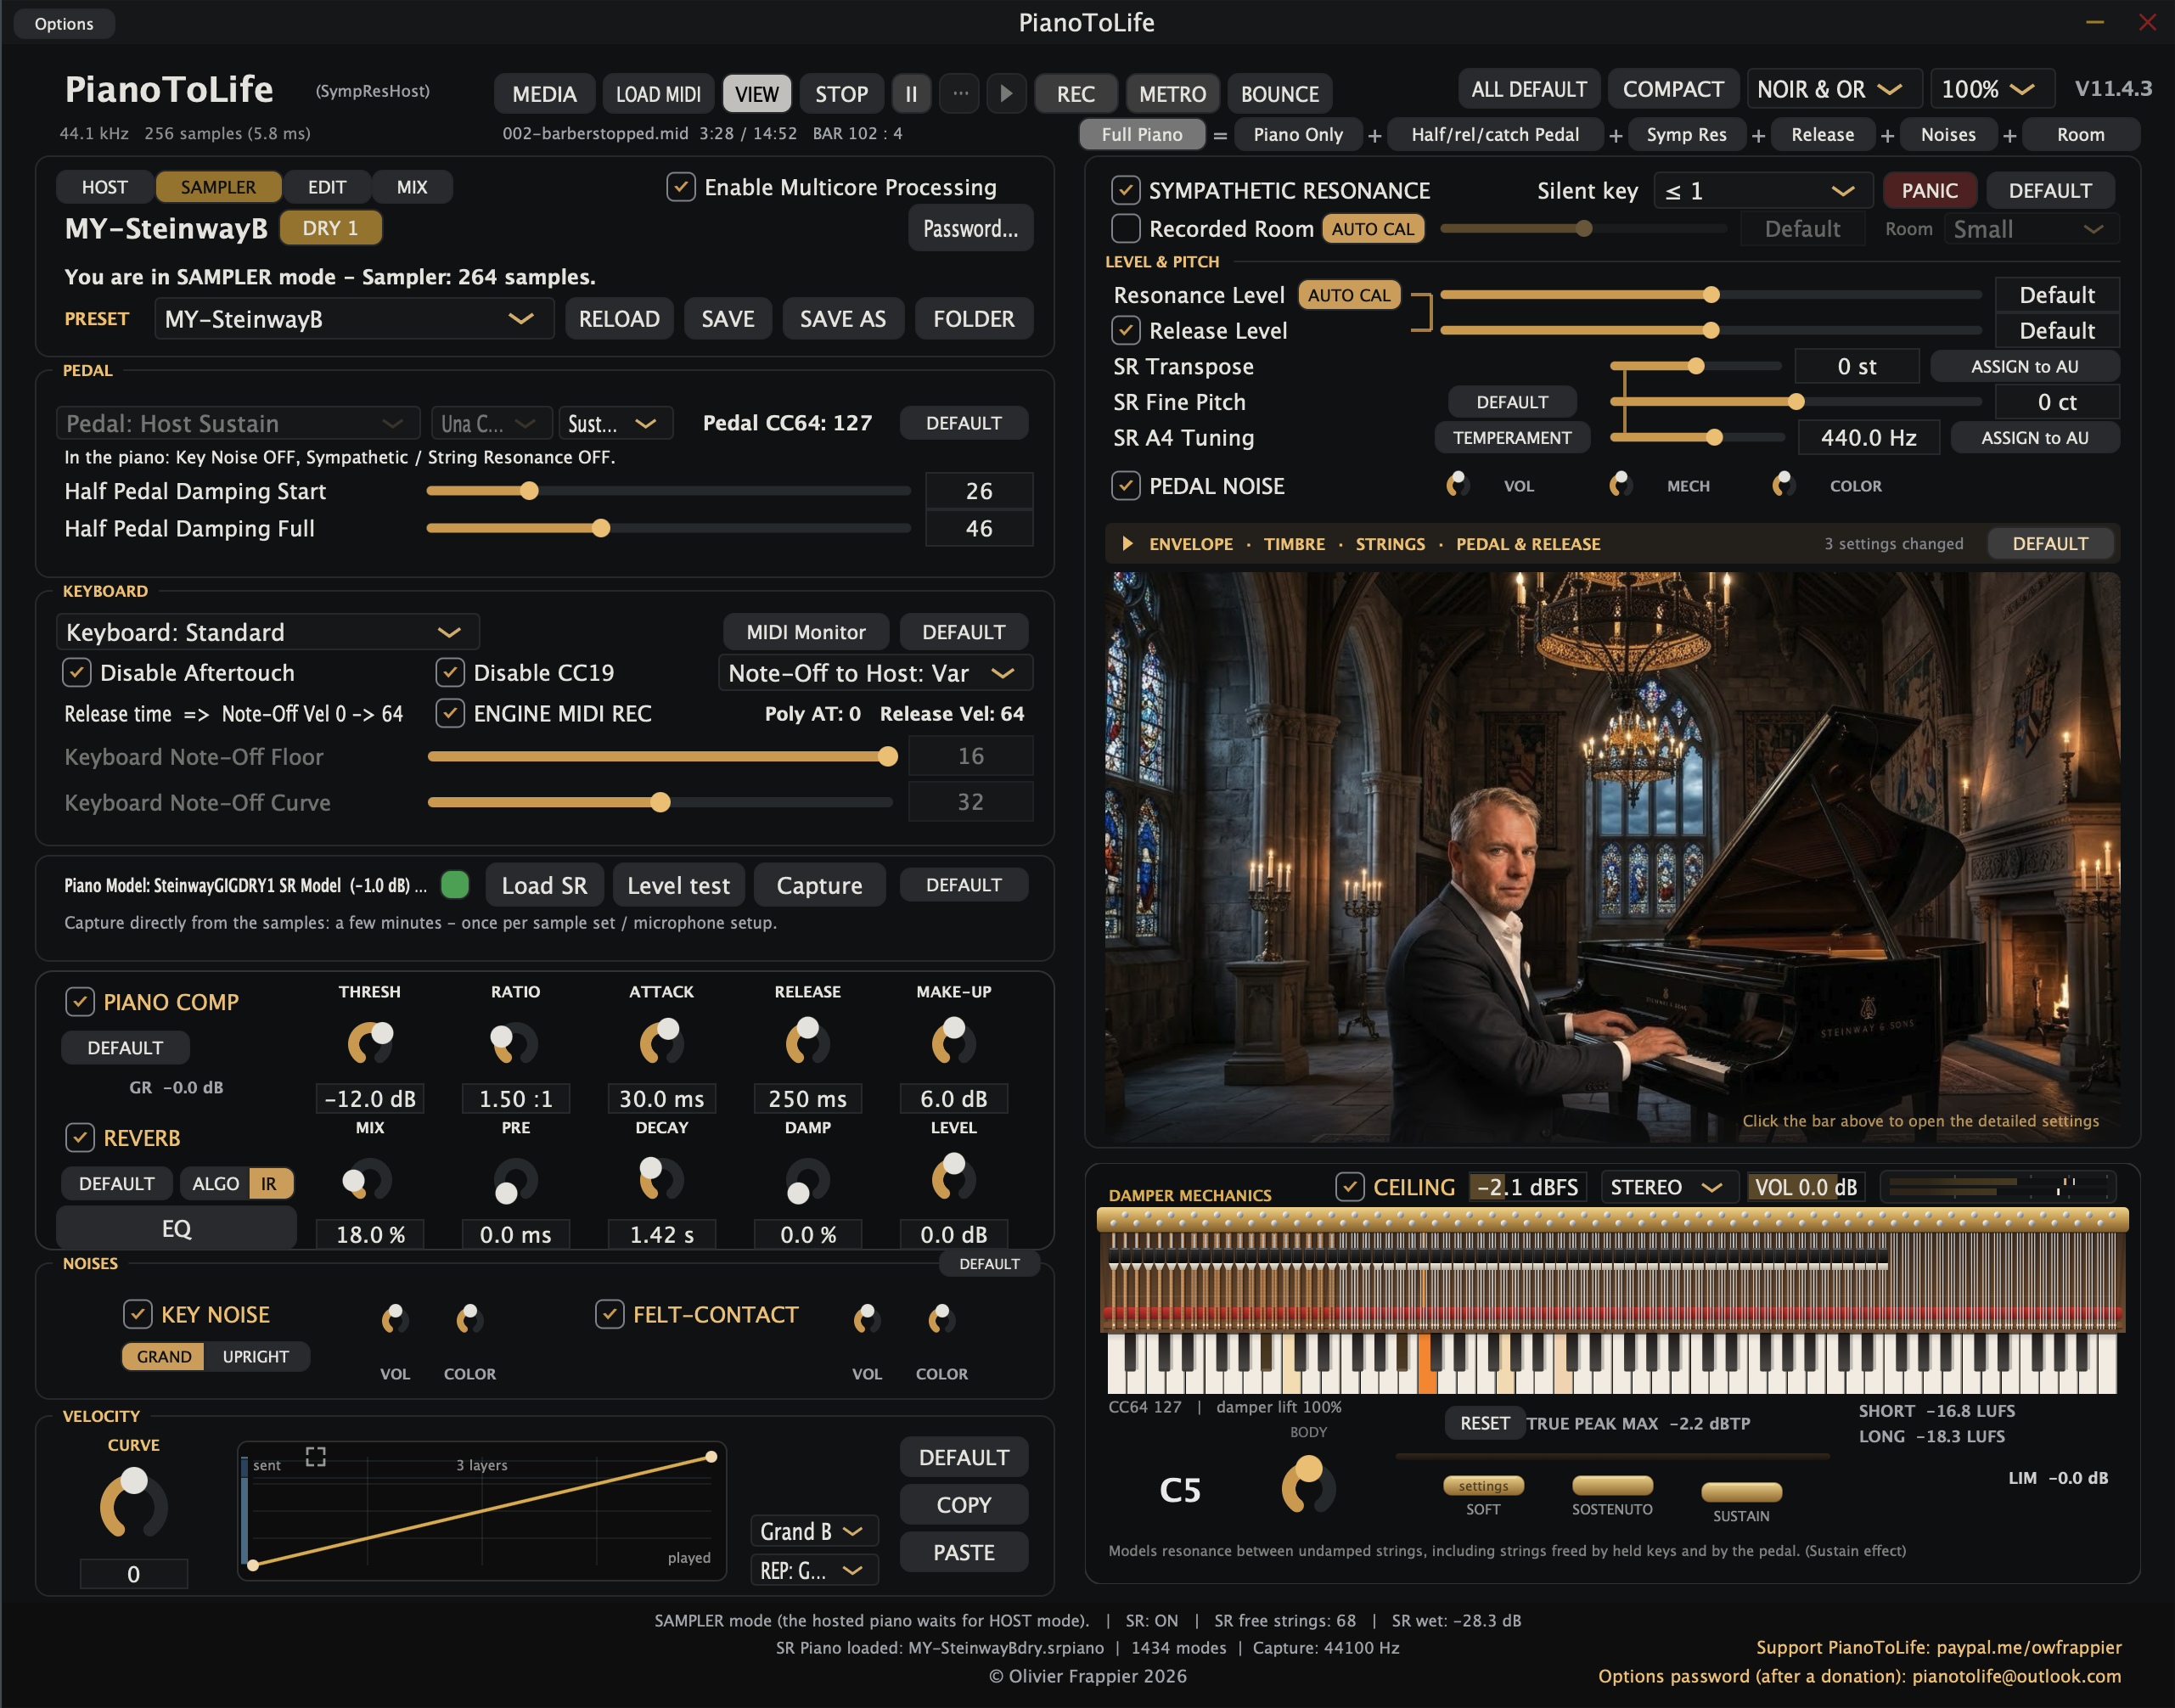 Options
PianoToLife
PianoToLife (SympResHost)
MEDIA LOAD MIDI VIEW STOP II ... REC METRO BOUNCE
ALL DEFAULT COMPACT NOIR & OR 100% V11.4.3
44.1 kHz 256 samples (5.8 ms)
002-barberstopped.mid 3:28 / 14:52 BAR 102 : 4
Full Piano = Piano Only + Half/rel/catch Pedal + Symp Res + Release + Noises + Room
HOST SAMPLER EDIT MIX
Enable Multicore Processing
MY-SteinwayB DRY 1
Password...
You are in SAMPLER mode – Sampler: 264 samples.
PRESET MY-SteinwayB RELOAD SAVE SAVE AS FOLDER
PEDAL
Pedal: Host Sustain Una C... Sust... Pedal CC64: 127 DEFAULT
In the piano: Key Noise OFF, Sympathetic / String Resonance OFF.
Half Pedal Damping Start 26
Half Pedal Damping Full 46
KEYBOARD
Keyboard: Standard MIDI Monitor DEFAULT
Disable Aftertouch Disable CC19 Note-Off to Host: Var
Release time => Note-Off Vel 0 -> 64 ENGINE MIDI REC Poly AT: 0 Release Vel: 64
Keyboard Note-Off Floor 16
Keyboard Note-Off Curve 32
Piano Model: SteinwayGIGDRY1 SR Model (-1.0 dB) ... Load SR Level test Capture DEFAULT
Capture directly from the samples: a few minutes – once per sample set / microphone setup.
PIANO COMP THRESH RATIO ATTACK RELEASE MAKE-UP
DEFAULT
GR -0.0 dB
-12.0 dB 1.50 :1 30.0 ms 250 ms 6.0 dB
REVERB MIX PRE DECAY DAMP LEVEL
DEFAULT ALGO IR
EQ 18.0 % 0.0 ms 1.42 s 0.0 % 0.0 dB
NOISES DEFAULT
KEY NOISE FELT-CONTACT
GRAND UPRIGHT
VOL COLOR VOL COLOR
VELOCITY
CURVE
sent 3 layers
played
0
Grand B
REP: G...
DEFAULT
COPY
PASTE
SYMPATHETIC RESONANCE Silent key ≤ 1 PANIC DEFAULT
Recorded Room AUTO CAL Default Room Small
LEVEL & PITCH
Resonance Level AUTO CAL Default
Release Level Default
SR Transpose 0 st ASSIGN to AU
SR Fine Pitch DEFAULT 0 ct
SR A4 Tuning TEMPERAMENT 440.0 Hz ASSIGN to AU
PEDAL NOISE VOL MECH COLOR
ENVELOPE · TIMBRE · STRINGS · PEDAL & RELEASE 3 settings changed DEFAULT
STEINWAY & SONS
Click the bar above to open the detailed settings
DAMPER MECHANICS CEILING -2.1 dBFS STEREO VOL 0.0 dB
CC64 127 | damper lift 100%
BODY
RESET TRUE PEAK MAX -2.2 dBTP
SHORT -16.8 LUFS
LONG -18.3 LUFS
C5
settings
SOFT SOSTENUTO SUSTAIN
LIM -0.0 dB
Models resonance between undamped strings, including strings freed by held keys and by the pedal. (Sustain effect)
SAMPLER mode (the hosted piano waits for HOST mode). | SR: ON | SR free strings: 68 | SR wet: -28.3 dB
SR Piano loaded: MY-SteinwayBdry.srpiano | 1434 modes | Capture: 44100 Hz
© Olivier Frappier 2026
Support PianoToLife: paypal.me/owfrappier
Options password (after a donation): pianotolife@outlook.com